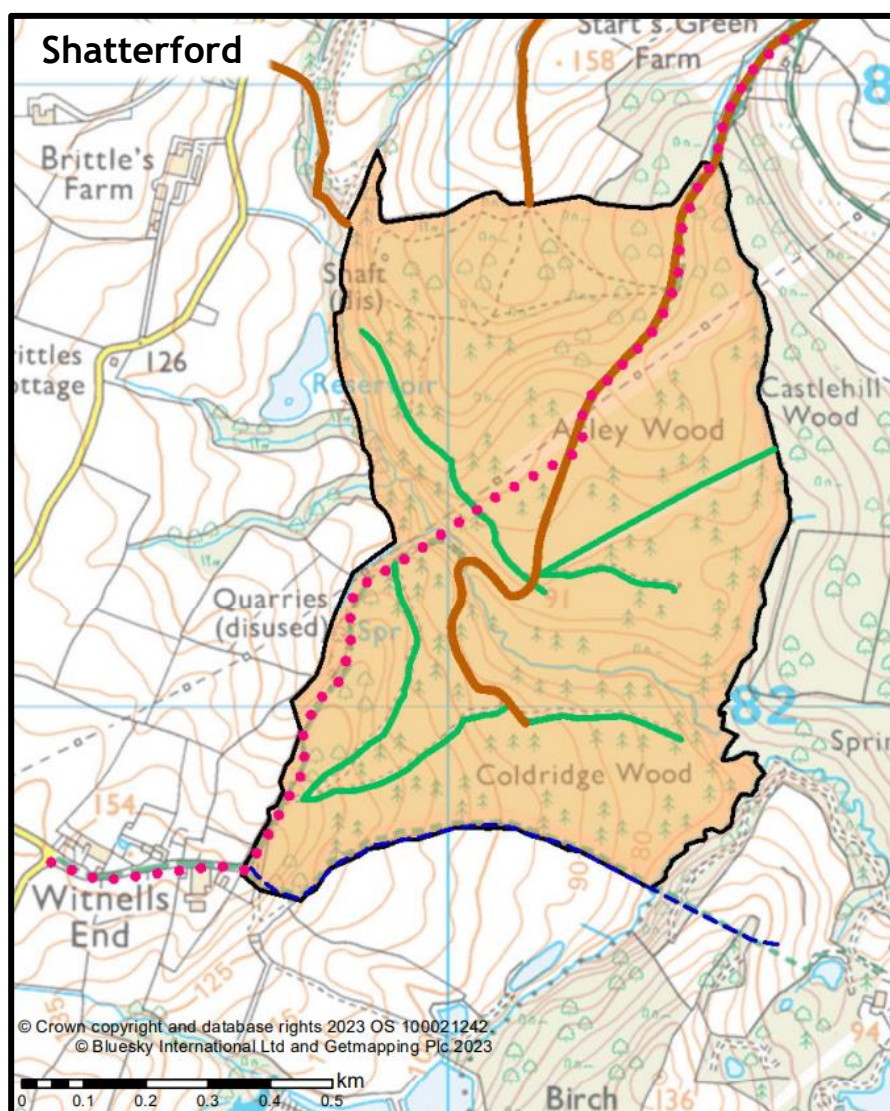 Shatterford
Start's Green
Farm
158
8
Brittle's
Farm
Shaft
(dis)
126
Reservoir
Castlehill
Wood
Arley Wood
Quarries
(disused)
Spr
91
82
Coldridge Wood
154
Witnells
End
90
80
125
94
136
Birch
© Crown copyright and database rights 2023 OS 100021242.
© Bluesky International Ltd and Getmapping Plc 2023
km
0 0.1 0.2 0.3 0.4 0.5